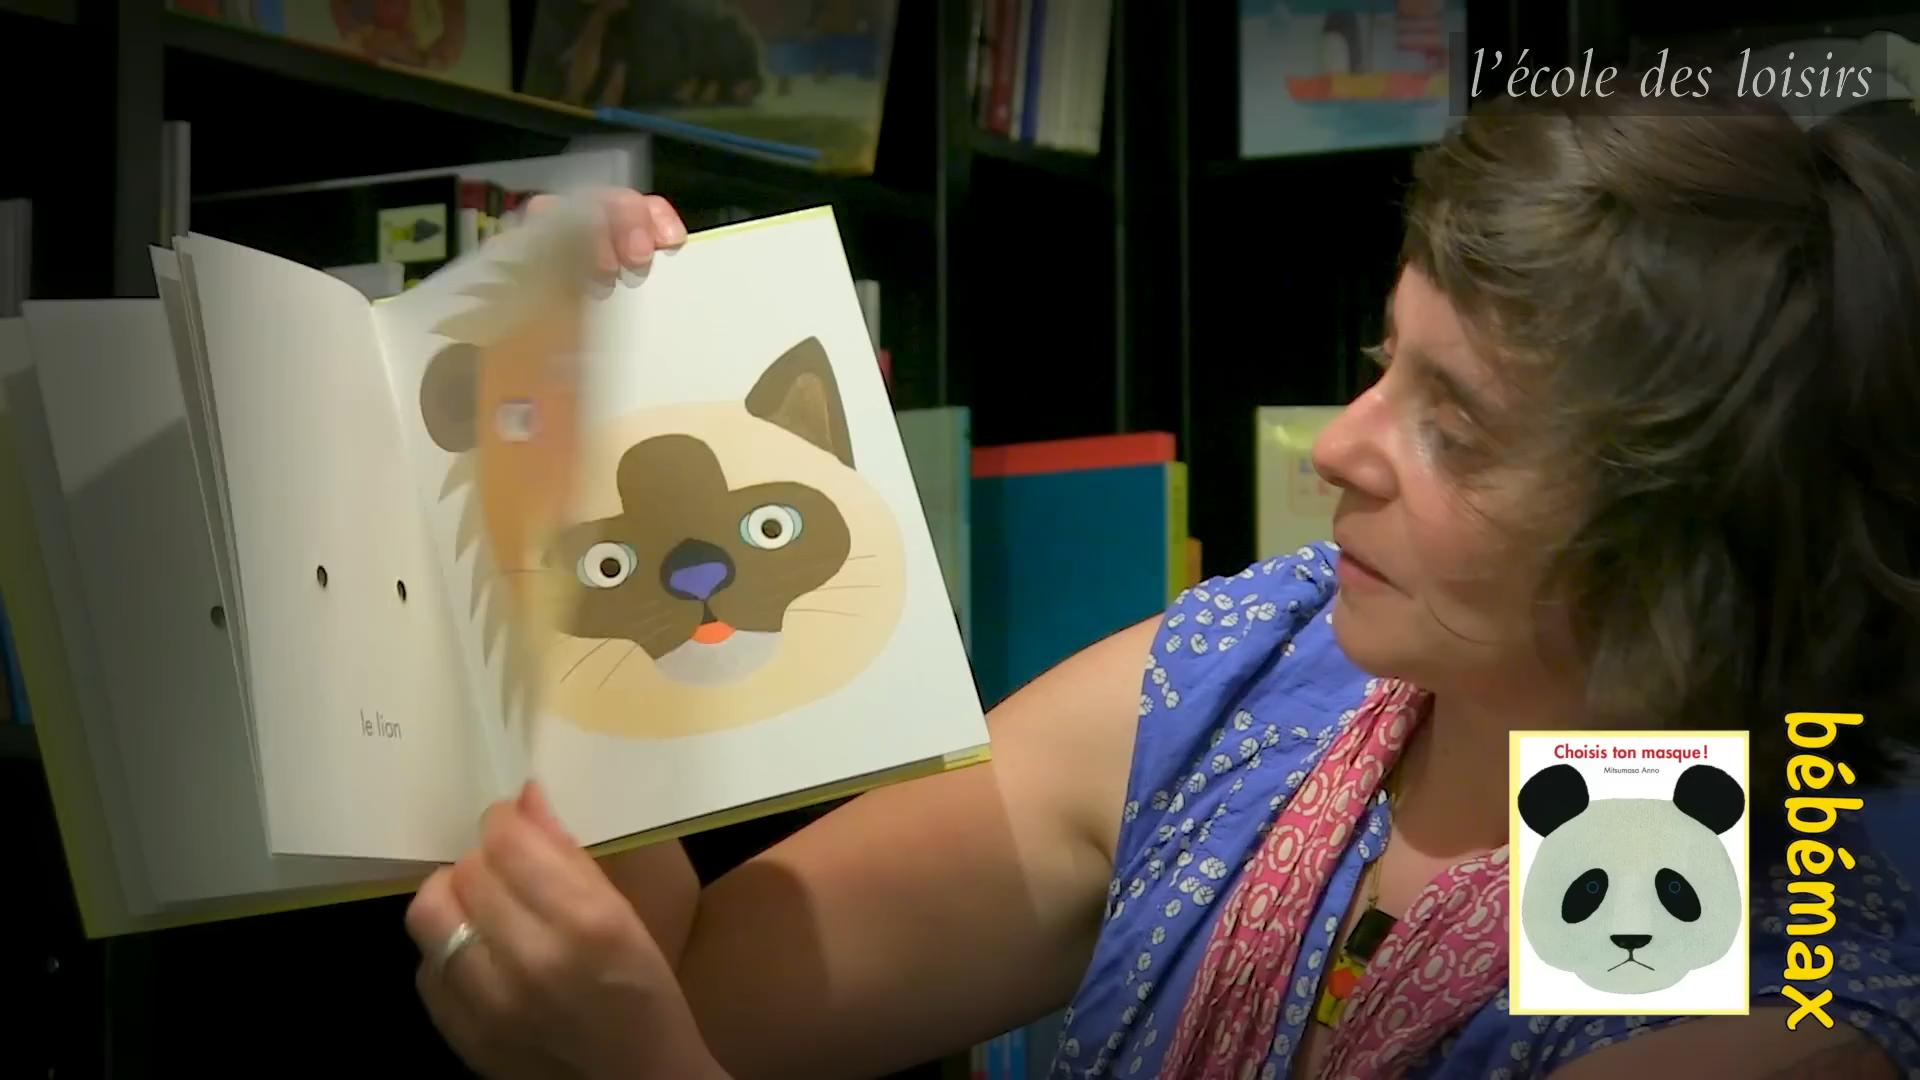 l'école des loisirs
le lion
Choisis ton masque!
Mitsumasa Anno
bébémax